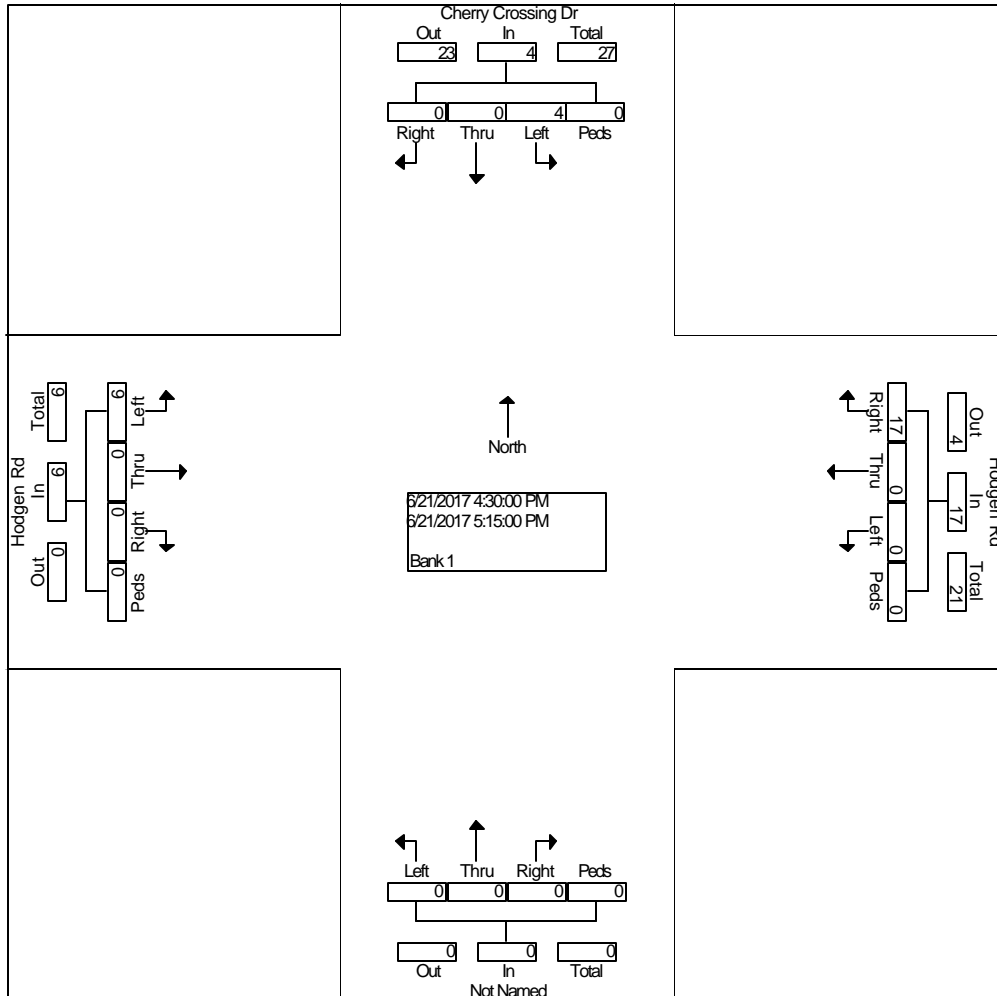 Cherry Crossing Dr
Out In Total
23 4 27
0 0 4 0
Right Thru Left Peds
Hodgen Rd
Total In Out
6 6 0
6 0 0 0
Left Thru Right Peds
North
6/21/2017 4:30:00 PM
6/21/2017 5:15:00 PM
Bank 1
Right Thru Left Peds
17 0 0 0
4 17 21
Out In Total
Hodgen Rd
Left Thru Right Peds
0 0 0 0
0 0 0
Out In Total
Not Named